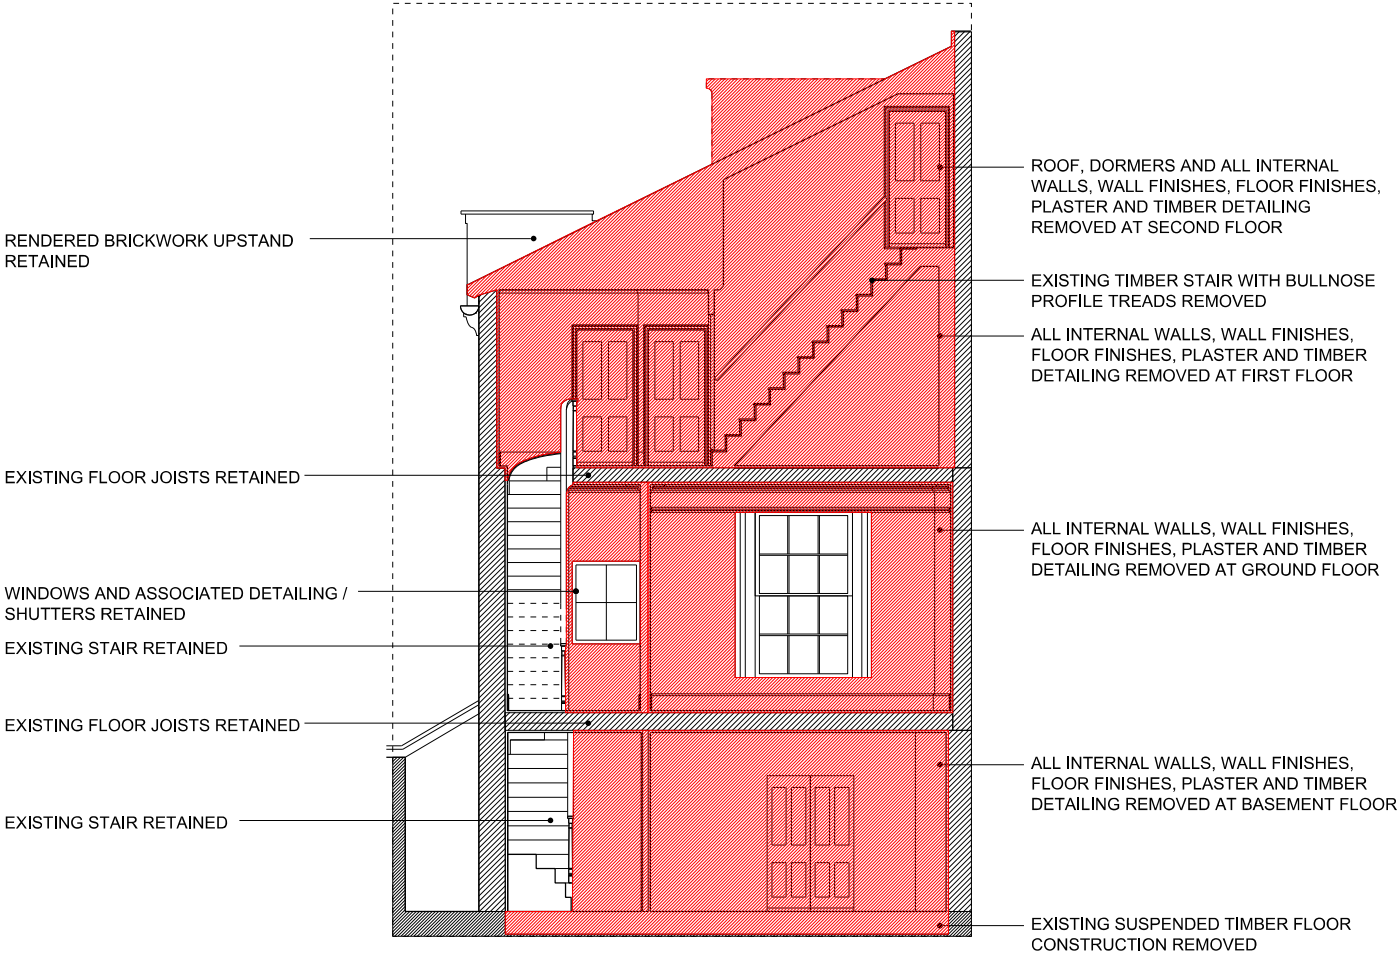 RENDERED BRICKWORK UPSTAND
RETAINED
EXISTING FLOOR JOISTS RETAINED
WINDOWS AND ASSOCIATED DETAILING /
SHUTTERS RETAINED
EXISTING STAIR RETAINED
EXISTING FLOOR JOISTS RETAINED
EXISTING STAIR RETAINED
ROOF, DORMERS AND ALL INTERNAL
WALLS, WALL FINISHES, FLOOR FINISHES,
PLASTER AND TIMBER DETAILING
REMOVED AT SECOND FLOOR
EXISTING TIMBER STAIR WITH BULLNOSE
PROFILE TREADS REMOVED
ALL INTERNAL WALLS, WALL FINISHES,
FLOOR FINISHES, PLASTER AND TIMBER
DETAILING REMOVED AT FIRST FLOOR
ALL INTERNAL WALLS, WALL FINISHES,
FLOOR FINISHES, PLASTER AND TIMBER
DETAILING REMOVED AT GROUND FLOOR
ALL INTERNAL WALLS, WALL FINISHES,
FLOOR FINISHES, PLASTER AND TIMBER
DETAILING REMOVED AT BASEMENT FLOOR
EXISTING SUSPENDED TIMBER FLOOR
CONSTRUCTION REMOVED